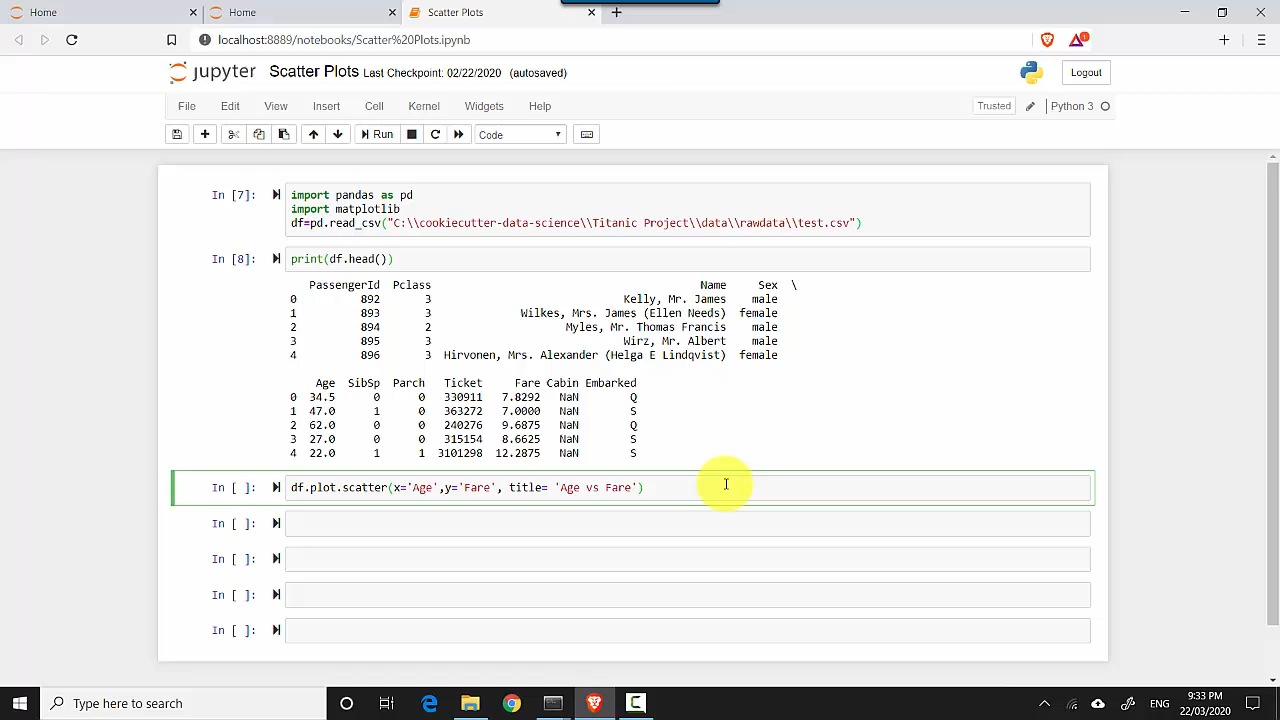 Home
Home
Scatter Plots
localhost:8889/notebooks/Scatter%20Plots.ipynb
1
jupyter Scatter Plots Last Checkpoint: 02/22/2020 (autosaved)
Logout
File Edit View Insert Cell Kernel Widgets Help
Trusted Python 3
Run Code
In [7]: import pandas as pd
import matplotlib
df=pd.read_csv("C:\\cookiecutter-data-science\\Titanic Project\\data\\rawdata\\test.csv")
In [8]: print(df.head())
PassengerId Pclass Name Sex \
0 892 3 Kelly, Mr. James male
1 893 3 Wilkes, Mrs. James (Ellen Needs) female
2 894 2 Myles, Mr. Thomas Francis male
3 895 3 Wirz, Mr. Albert male
4 896 3 Hirvonen, Mrs. Alexander (Helga E Lindqvist) female
Age SibSp Parch Ticket Fare Cabin Embarked
0 34.5 0 0 330911 7.8292 NaN Q
1 47.0 1 0 363272 7.0000 NaN S
2 62.0 0 0 240276 9.6875 NaN Q
3 27.0 0 0 315154 8.6625 NaN S
4 22.0 1 1 3101298 12.2875 NaN S
In [ ]: df.plot.scatter(x='Age',y='Fare', title= 'Age vs Fare')
In [ ]:
In [ ]:
In [ ]:
In [ ]:
Type here to search
ENG
9:33 PM
22/03/2020